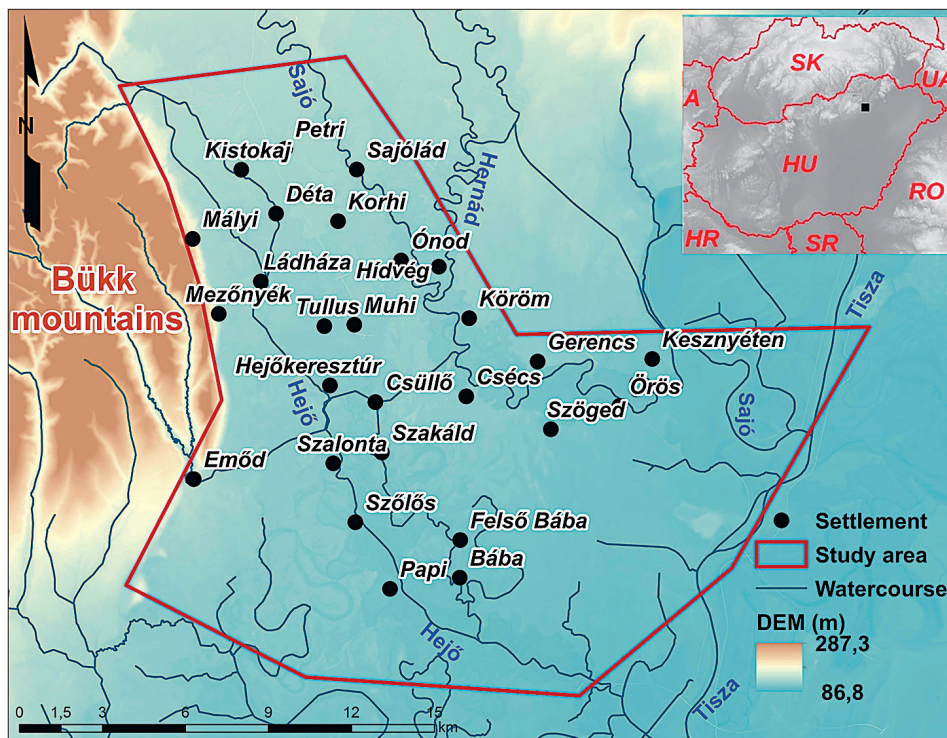 N
Sajó
Petri
Kistokaj
Sajólád
Hernád
Déta
Korhi
Mályi
Ónod
Ládháza
Hídvég
Bükk
mountains
Mezőnyék
Tullus
Muhi
Köröm
Tisza
Gerencs
Kesznyéten
Hejőkeresztúr
Csüllő
Csécs
Örös
Hejő
Szöged
Sajó
Szakáld
Szalonta
Emőd
Szőlős
Felső Bába
Bába
Papi
Hejő
Tisza
SK
UA
A
HU
RO
HR
SR
Settlement
Study area
Watercourse
DEM (m)
287,3
86,8
0 1,5 3 6 9 12 15
km